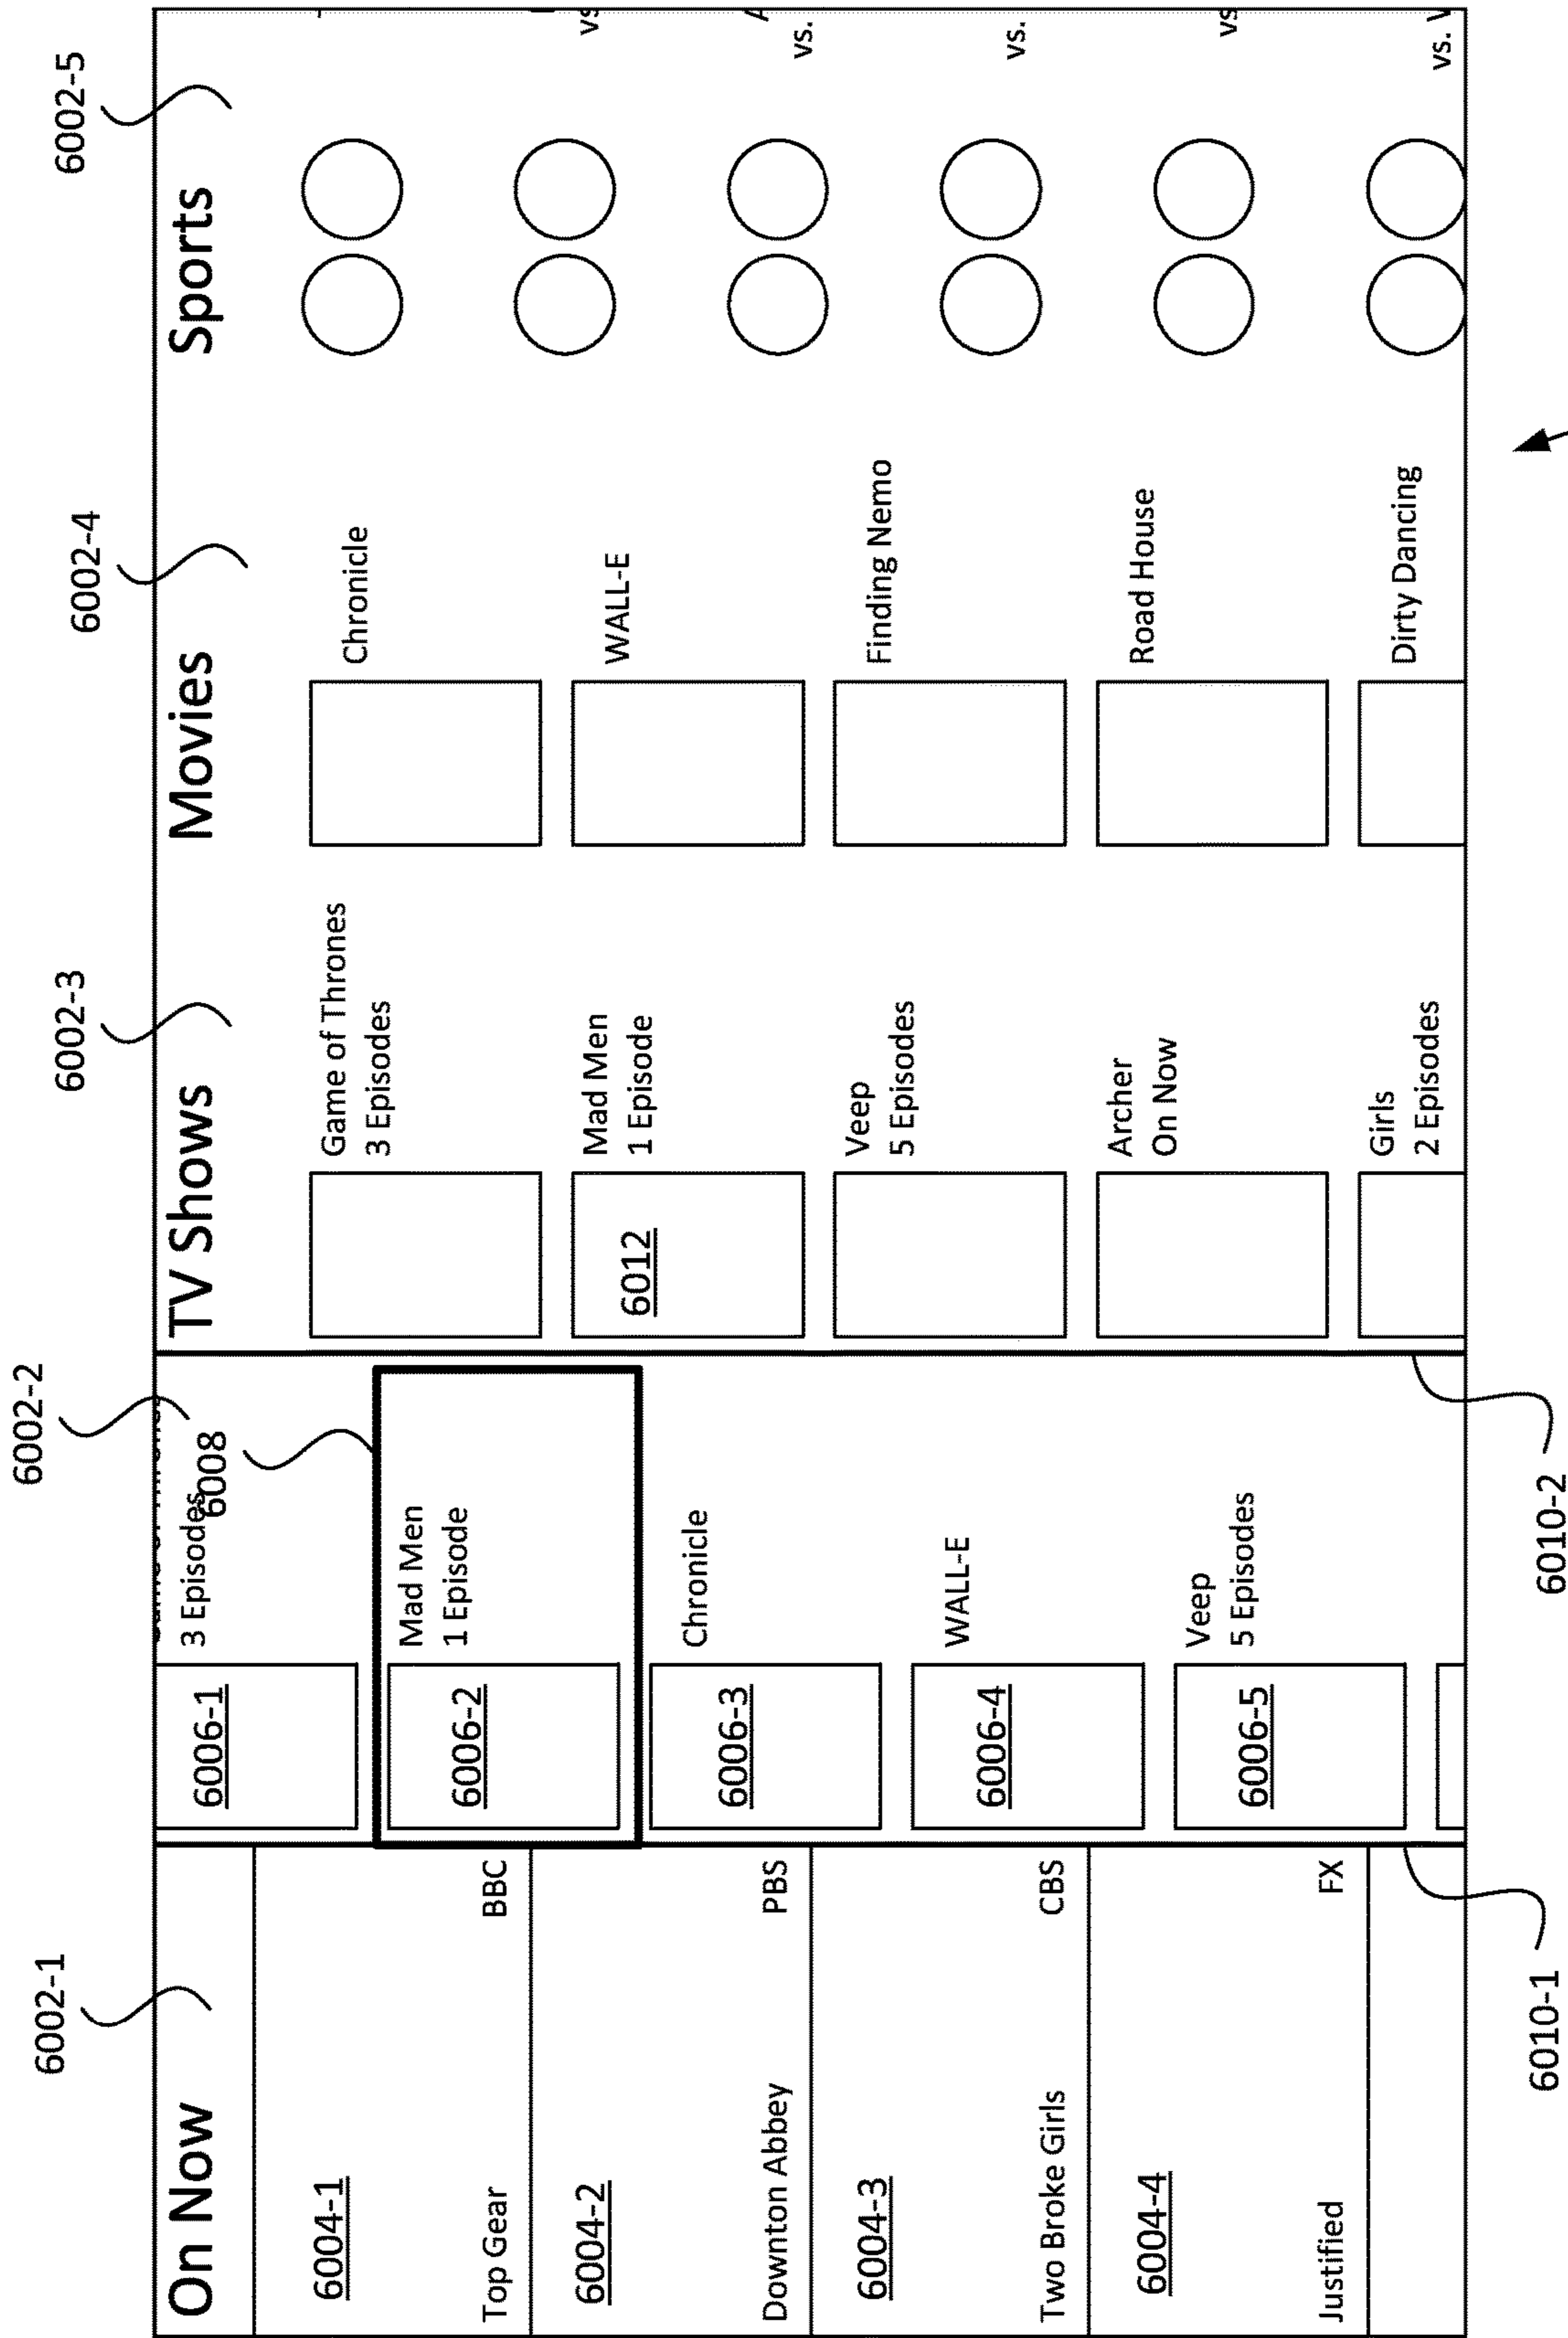 6002-1
6002-2
6002-3
6002-4
6002-5
On Now
6004-1
Top Gear
BBC
6004-2
Downton Abbey
PBS
6004-3
Two Broke Girls
CBS
6004-4
Justified
FX
3 Episodes
6006-1
6008
Mad Men
1 Episode
6006-2
Chronicle
6006-3
WALL-E
6006-4
Veep
5 Episodes
6006-5
TV Shows
Game of Thrones
3 Episodes
Mad Men
1 Episode
6012
Veep
5 Episodes
Archer
On Now
Girls
2 Episodes
Movies
Chronicle
WALL-E
Finding Nemo
Road House
Dirty Dancing
Sports
vs
vs.
vs.
vs
vs.
6010-1
6010-2